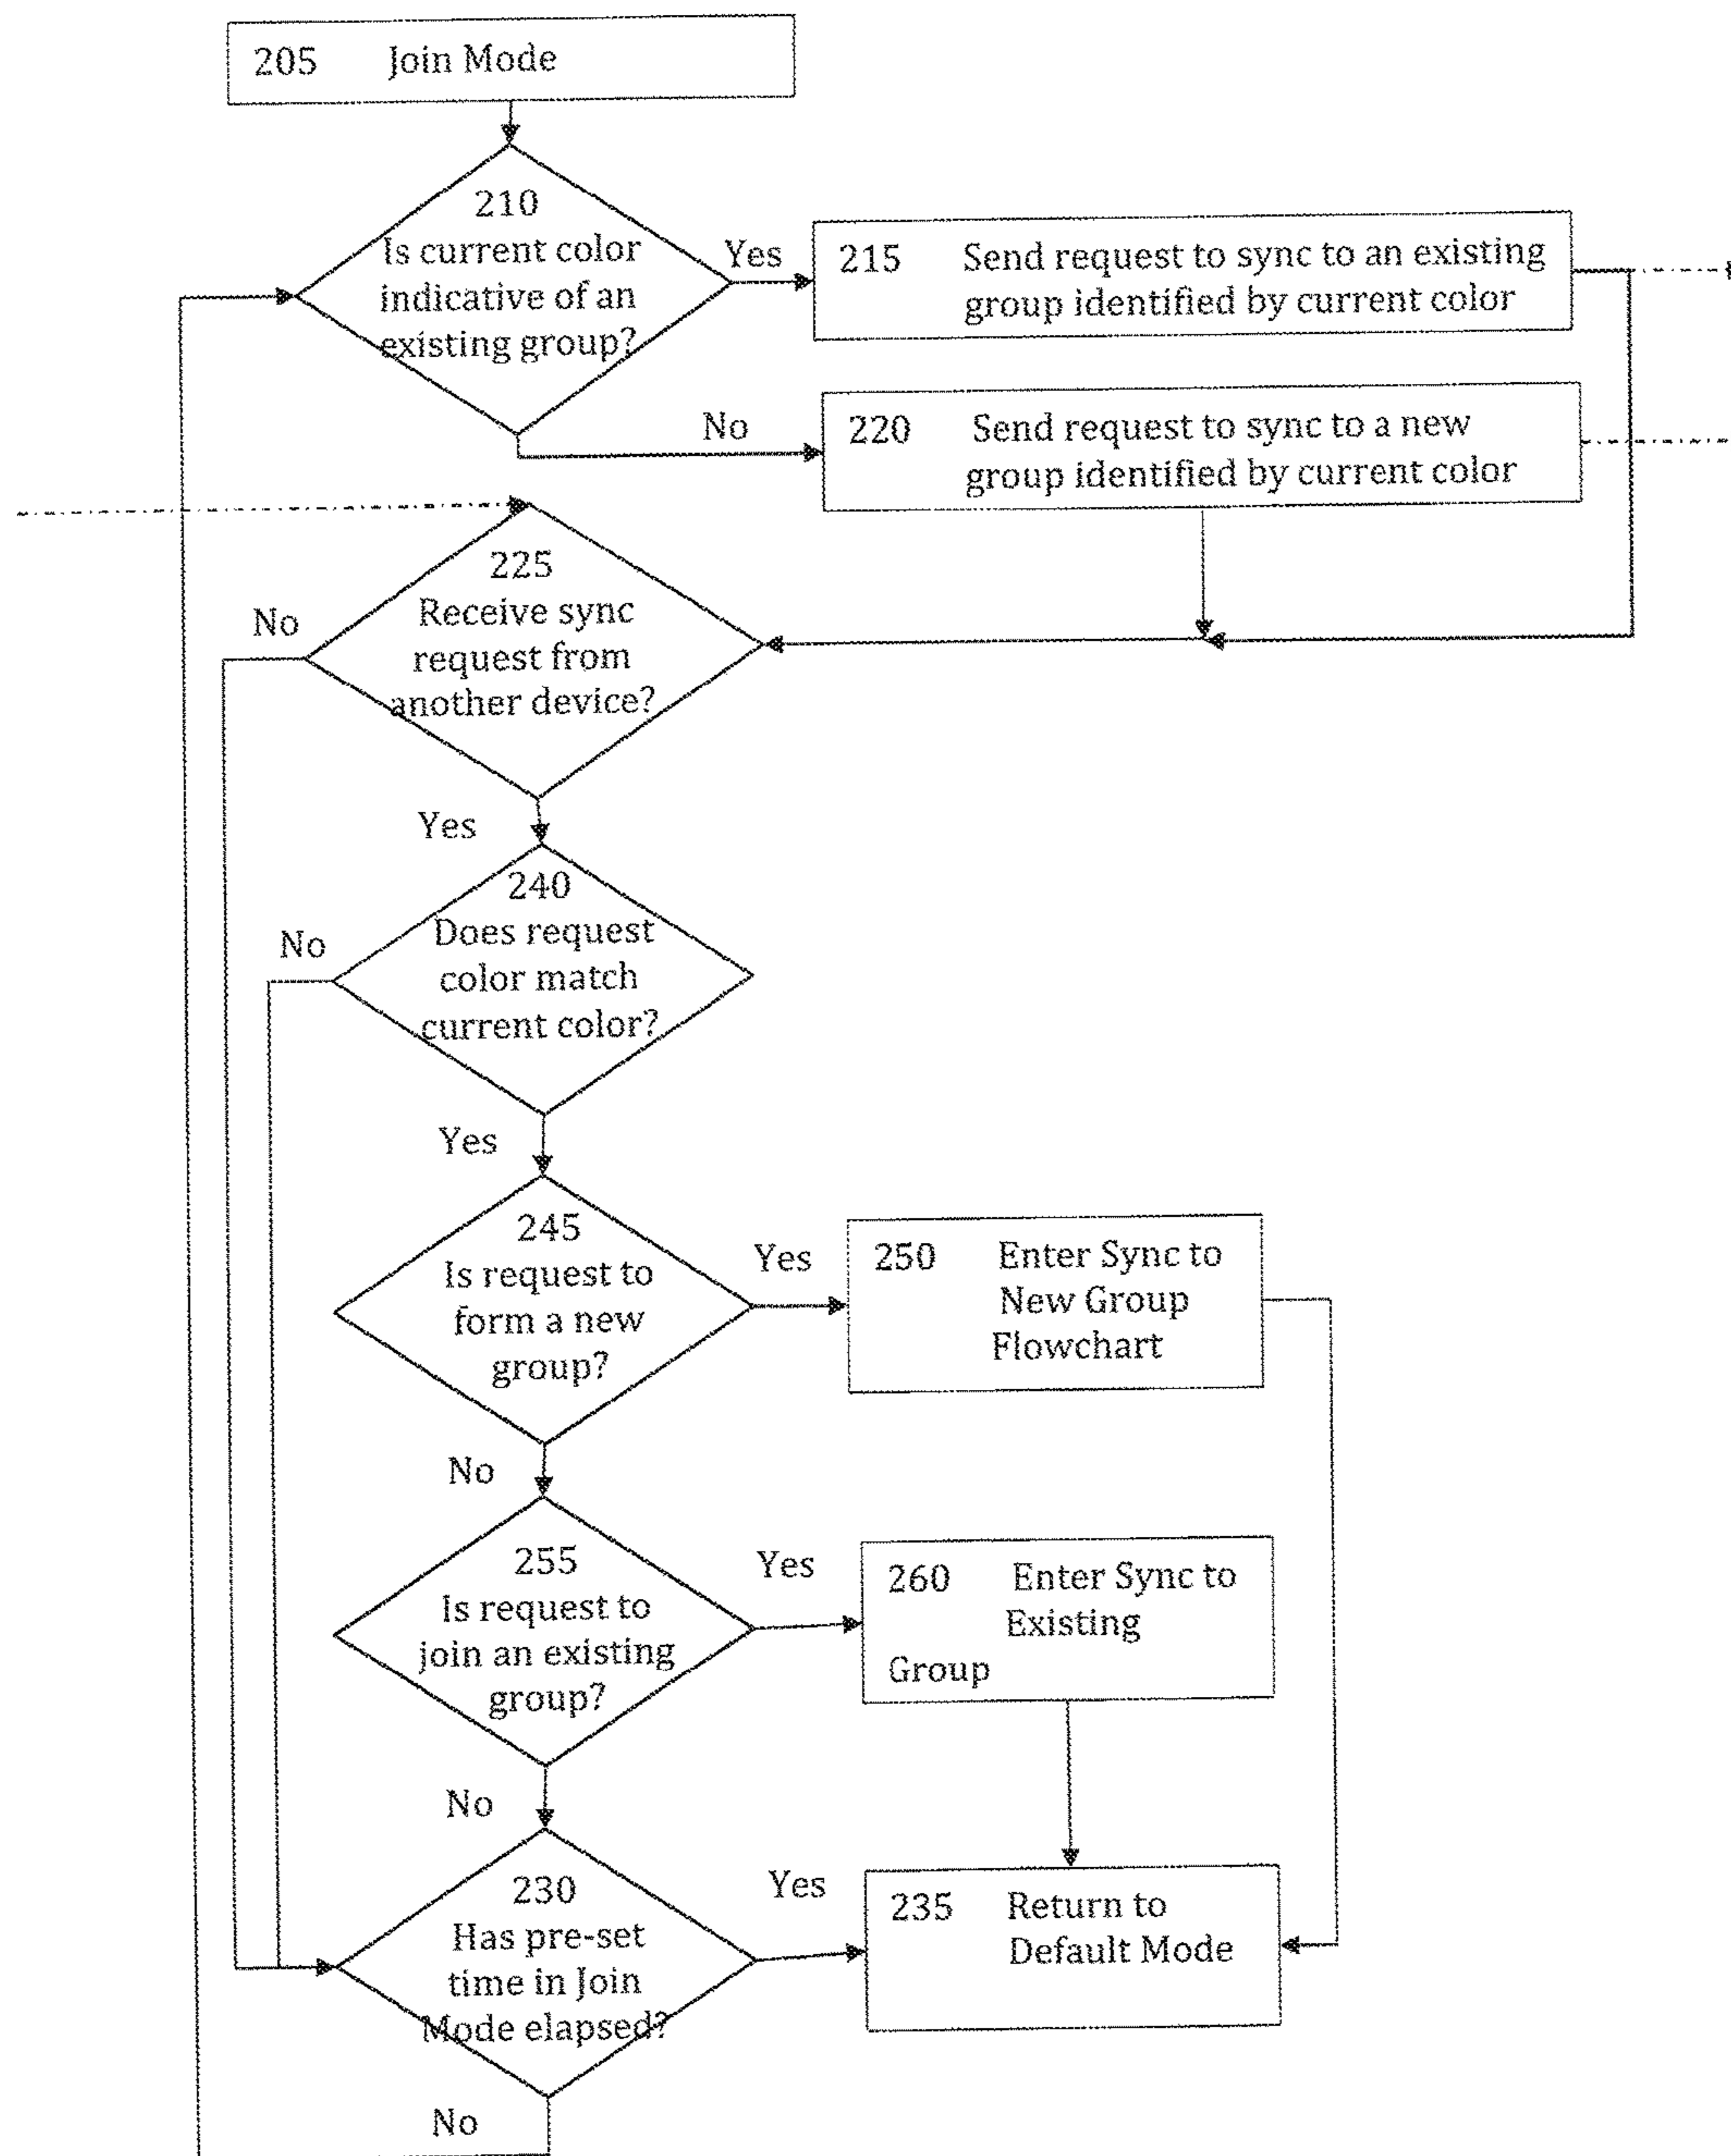 205 Join Mode
210
Is current color
indicative of an
existing group?
Yes
215 Send request to sync to an existing
group identified by current color
No
220 Send request to sync to a new
group identified by current color
225
Receive sync
request from
another device?
No
Yes
240
Does request
color match
current color?
No
Yes
245
Is request to
form a new
group?
Yes
250 Enter Sync to
New Group
Flowchart
No
255
Is request to
join an existing
group?
Yes
260 Enter Sync to
Existing
Group
No
230
Has pre-set
time in Join
Mode elapsed?
Yes
235 Return to
Default Mode
No